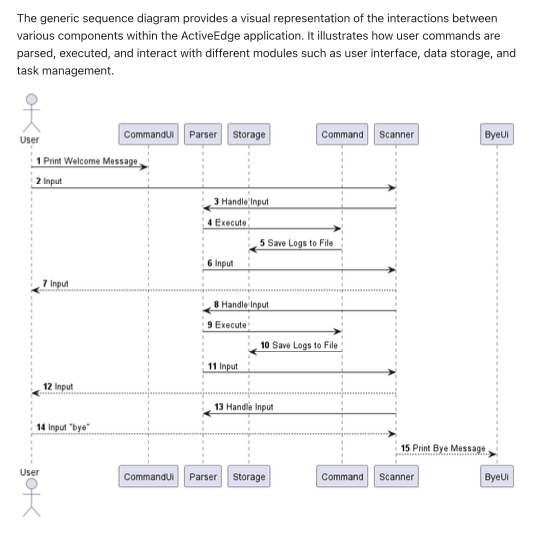 The generic sequence diagram provides a visual representation of the interactions between
various components within the ActiveEdge application. It illustrates how user commands are
parsed, executed, and interact with different modules such as user interface, data storage, and
task management.
User
CommandUi Parser Storage Command Scanner ByeUi
1 Print Welcome Message
2 Input
3 Handle Input
4 Execute
5 Save Logs to File
6 Input
7 Input
8 Handle Input
9 Execute
10 Save Logs to File
11 Input
12 Input
13 Handle Input
14 Input "bye"
15 Print Bye Message
User
CommandUi Parser Storage Command Scanner ByeUi